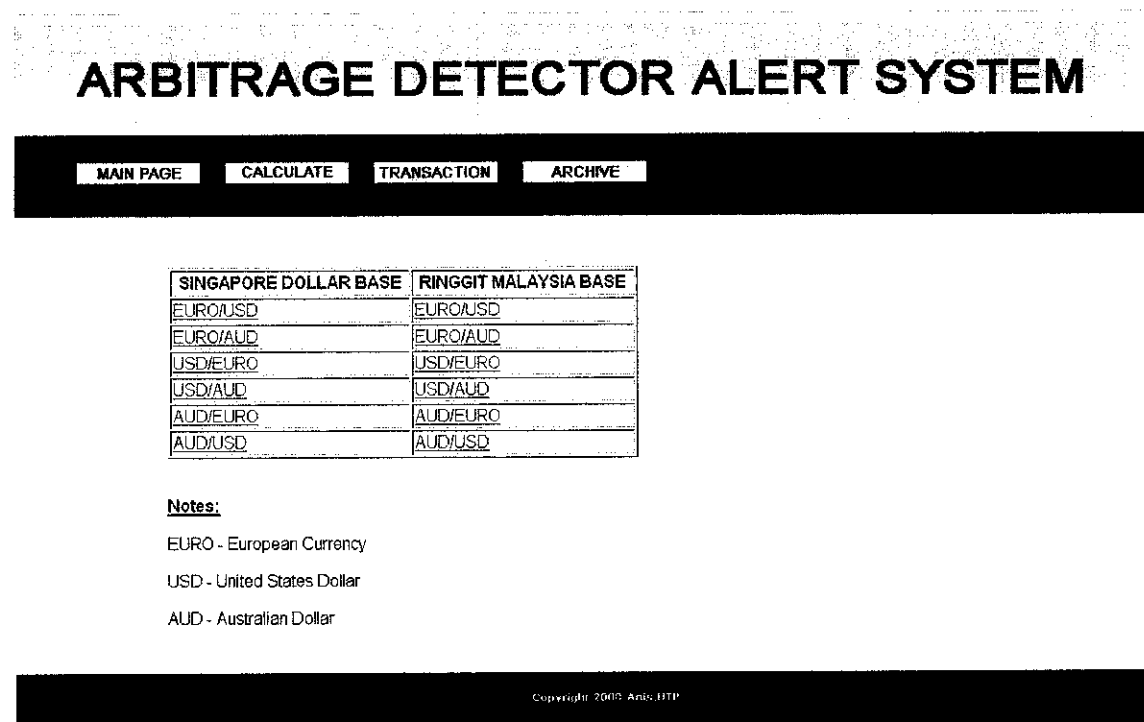 ARBITRAGE DETECTOR ALERT SYSTEM
MAIN PAGE CALCULATE TRANSACTION ARCHIVE
SINGAPORE DOLLAR BASE RINGGIT MALAYSIA BASE
EURO/USD EURO/USD
EURO/AUD EURO/AUD
USD/EURO USD/EURO
USD/AUD USD/AUD
AUD/EURO AUD/EURO
AUD/USD AUD/USD
Notes:
EURO - European Currency
USD - United States Dollar
AUD - Australian Dollar
Copyright